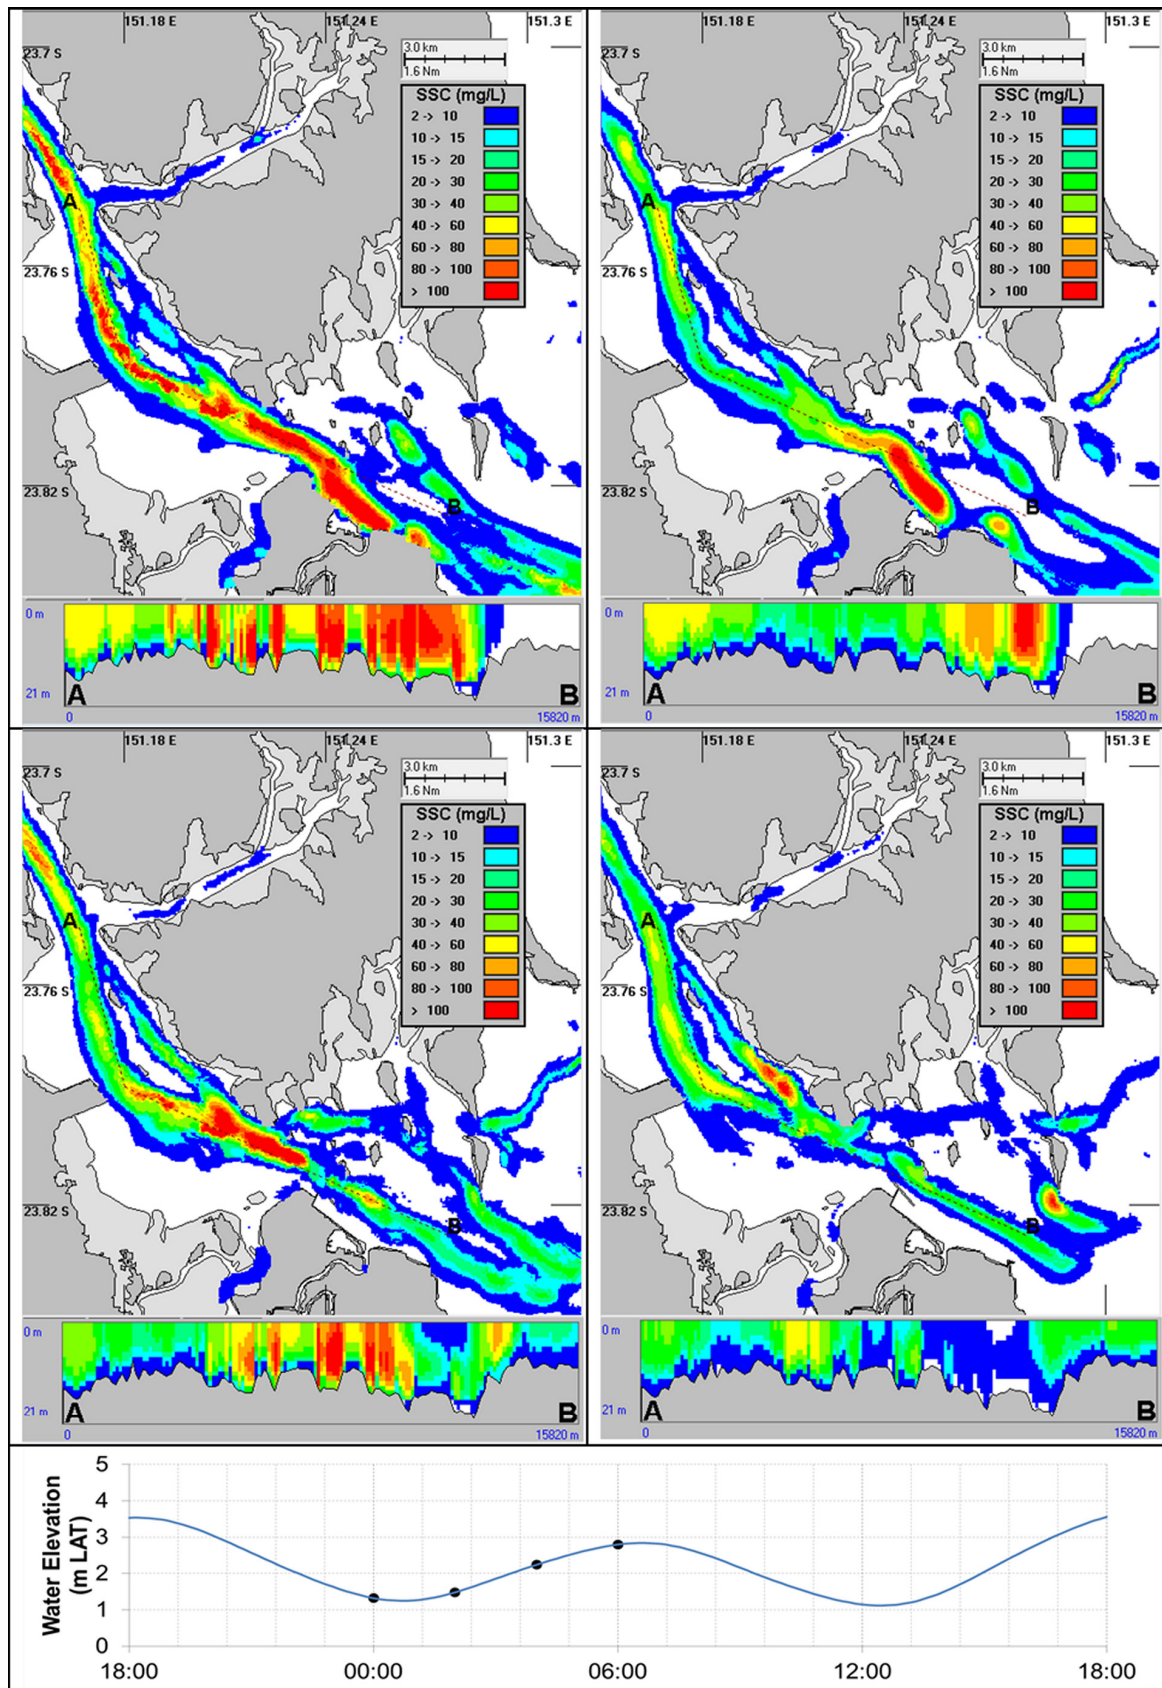 151.18 E 151.24 E 151.3 E
23.7 S
3.0 km
1.6 Nm
SSC (mg/L)
2 -> 10
10 -> 15
15 -> 20
20 -> 30
30 -> 40
40 -> 60
60 -> 80
80 -> 100
> 100
A
23.76 S
23.82 S
B
0 m
21 m
A B
0 15820 m
151.18 E 151.24 E 151.3 E
23.7 S
3.0 km
1.6 Nm
SSC (mg/L)
2 -> 10
10 -> 15
15 -> 20
20 -> 30
30 -> 40
40 -> 60
60 -> 80
80 -> 100
> 100
A
23.76 S
23.82 S
B
0 m
21 m
A B
0 15820 m
151.18 E 151.24 E 151.3 E
23.7 S
3.0 km
1.6 Nm
SSC (mg/L)
2 -> 10
10 -> 15
15 -> 20
20 -> 30
30 -> 40
40 -> 60
60 -> 80
80 -> 100
> 100
A
23.76 S
23.82 S
B
0 m
21 m
A B
0 15820 m
151.18 E 151.24 E 151.3 E
23.7 S
3.0 km
1.6 Nm
SSC (mg/L)
2 -> 10
10 -> 15
15 -> 20
20 -> 30
30 -> 40
40 -> 60
60 -> 80
80 -> 100
> 100
A
23.76 S
23.82 S
B
0 m
21 m
A B
0 15820 m
Water Elevation
(m LAT)
5
4
3
2
1
0
18:00 00:00 06:00 12:00 18:00